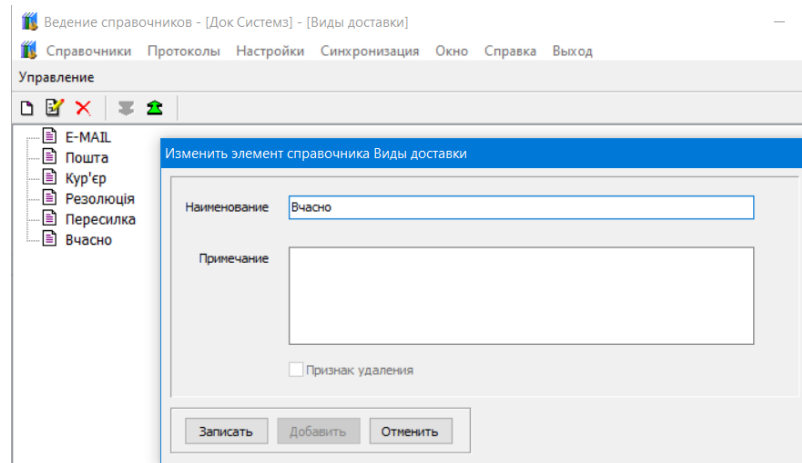 Ведение справочников - [Док Системз] - [Виды доставки]
Справочники Протоколы Настройки Синхронизация Окно Справка Выход
Управление
E-MAIL
Пошта
Кур'єр
Резолюція
Пересилка
Вчасно
Изменить элемент справочника Виды доставки
Наименование Вчасно
Примечание
Признак удаления
Записать Добавить Отменить